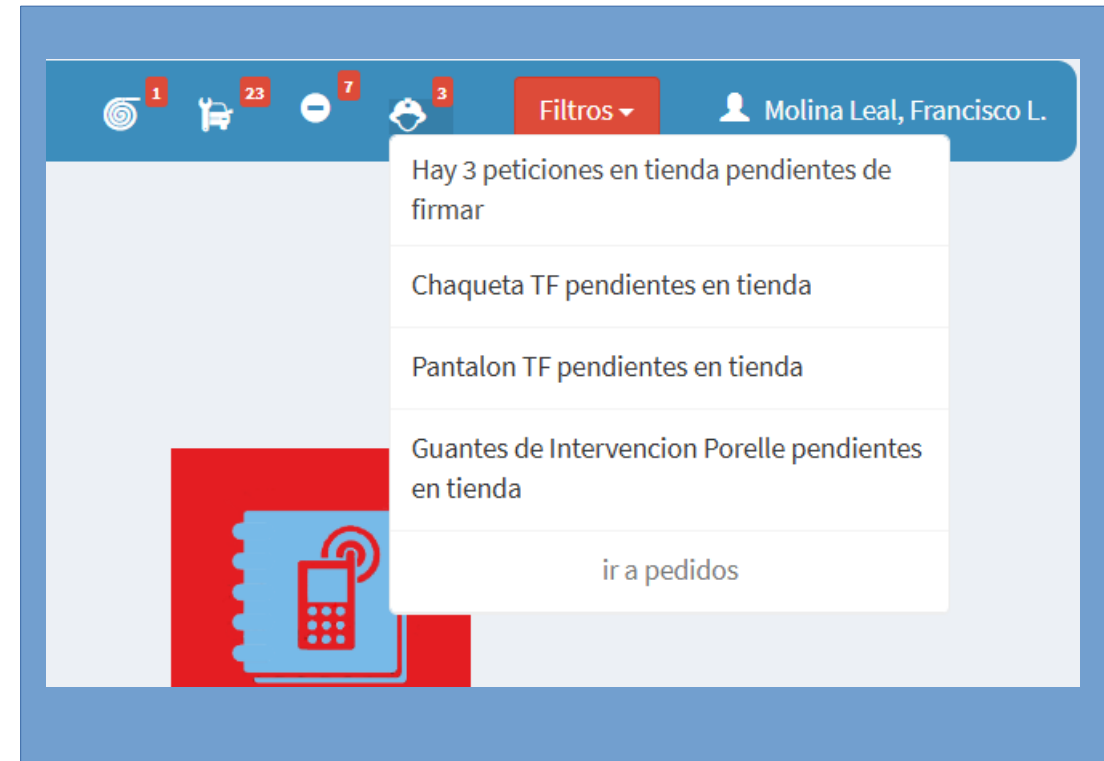 1
23
7
3
Filtros
Molina Leal, Francisco L.
Hay 3 peticiones en tienda pendientes de
firmar
Chaqueta TF pendientes en tienda
Pantalon TF pendientes en tienda
Guantes de Intervencion Porelle pendientes
en tienda
ir a pedidos